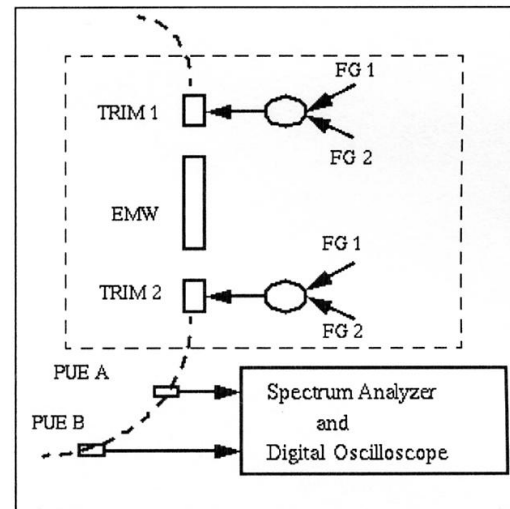 FG 1
TRIM 1
FG 2
EMW
FG 1
TRIM 2
FG 2
PUE A
Spectrum Analyzer
PUE B
and
Digital Oscilloscope